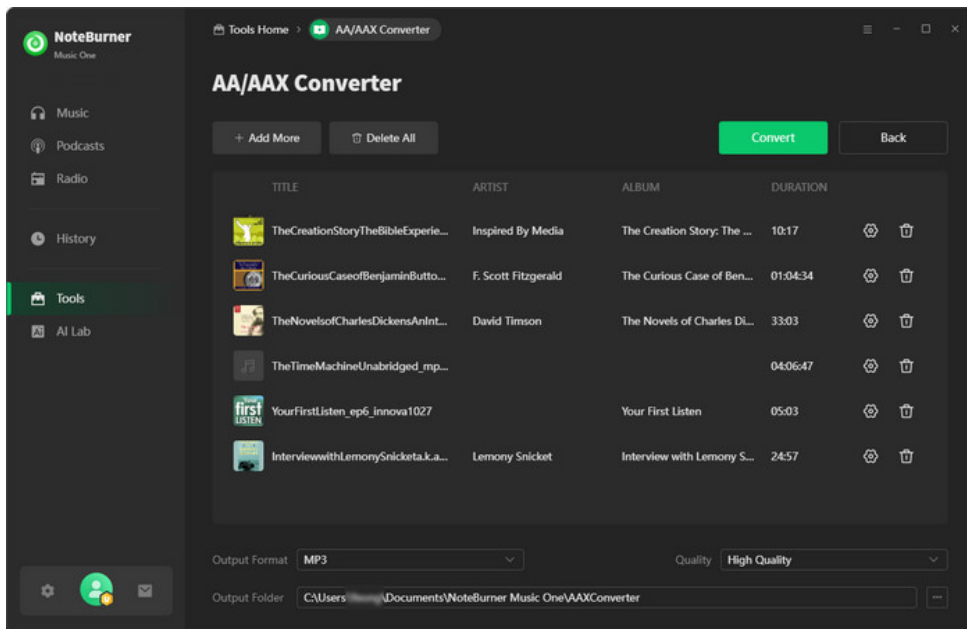 NoteBurner
Music One
Tools Home > AA/AAX Converter
AA/AAX Converter
+ Add More
Delete All
Convert
Back
Music
Podcasts
Radio
History
Tools
AI Lab
TITLE ARTIST ALBUM DURATION
TheCreationStoryTheBibleExperie... Inspired By Media The Creation Story: The ... 10:17
TheCuriousCaseofBenjaminButto... F. Scott Fitzgerald The Curious Case of Ben... 01:04:34
TheNovelsofCharlesDickensAnInt... David Timson The Novels of Charles Di... 33:03
TheTimeMachineUnabridged_mp... 04:06:47
first
LISTEN
YourFirstListen_ep6_innova1027 Your First Listen 05:03
InterviewwithLemonySnicketa.k.a... Lemony Snicket Interview with Lemony S... 24:57
Output Format MP3
Quality High Quality
Output Folder C:\Users \Documents\NoteBurner Music One\AAXConverter